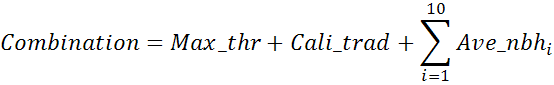 Combination = Max_thr + Cali_trad + ∑_{i=1}^{10} Ave_nbh_i